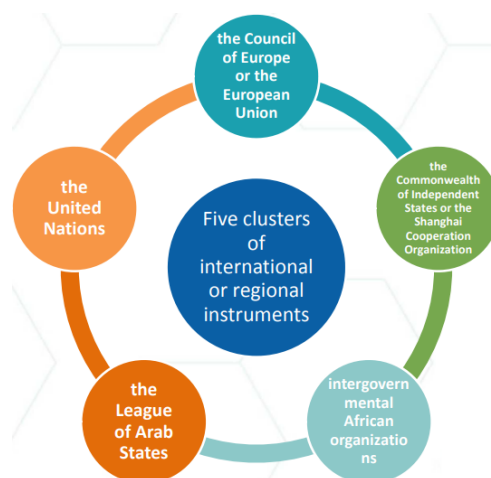 the Council
of Europe
or the
European
Union
the
Commonwealth
of Independent
States or the
Shanghai
Cooperation
Organization
intergovern
mental
African
organizatio
ns
the
League
of Arab
States
the
United
Nations
Five clusters
of
international
or regional
instruments